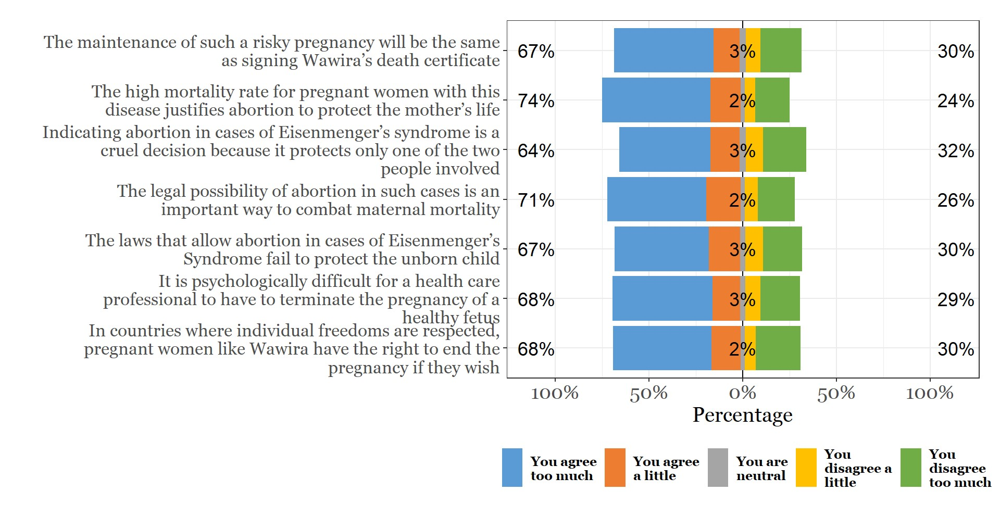 The maintenance of such a risky pregnancy will be the same
as signing Wawira’s death certificate
67%
3%
30%
The high mortality rate for pregnant women with this
disease justifies abortion to protect the mother’s life
74%
2%
24%
Indicating abortion in cases of Eisenmenger’s syndrome is a
cruel decision because it protects only one of the two
people involved
64%
3%
32%
The legal possibility of abortion in such cases is an
important way to combat maternal mortality
71%
2%
26%
The laws that allow abortion in cases of Eisenmenger’s
Syndrome fail to protect the unborn child
67%
3%
30%
It is psychologically difficult for a health care
professional to have to terminate the pregnancy of a
healthy fetus
68%
3%
29%
In countries where individual freedoms are respected,
pregnant women like Wawira have the right to end the
pregnancy if they wish
68%
2%
30%
100% 50% 0% 50% 100%
Percentage
You agree
too much
You agree
a little
You are
neutral
You
disagree a
little
You
disagree
too much